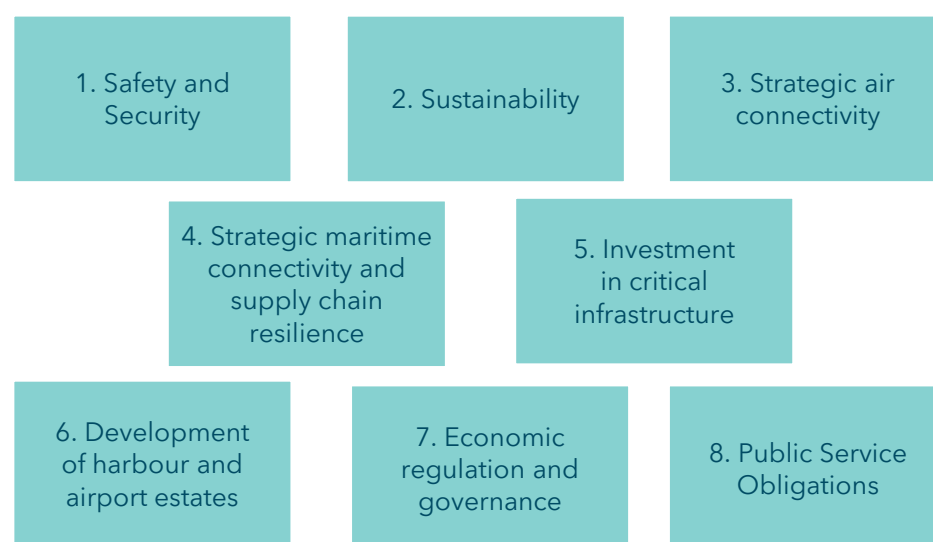 1. Safety and
Security
2. Sustainability
3. Strategic air
connectivity
4. Strategic maritime
connectivity and
supply chain
resilience
5. Investment
in critical
infrastructure
6. Development
of harbour and
airport estates
7. Economic
regulation and
governance
8. Public Service
Obligations